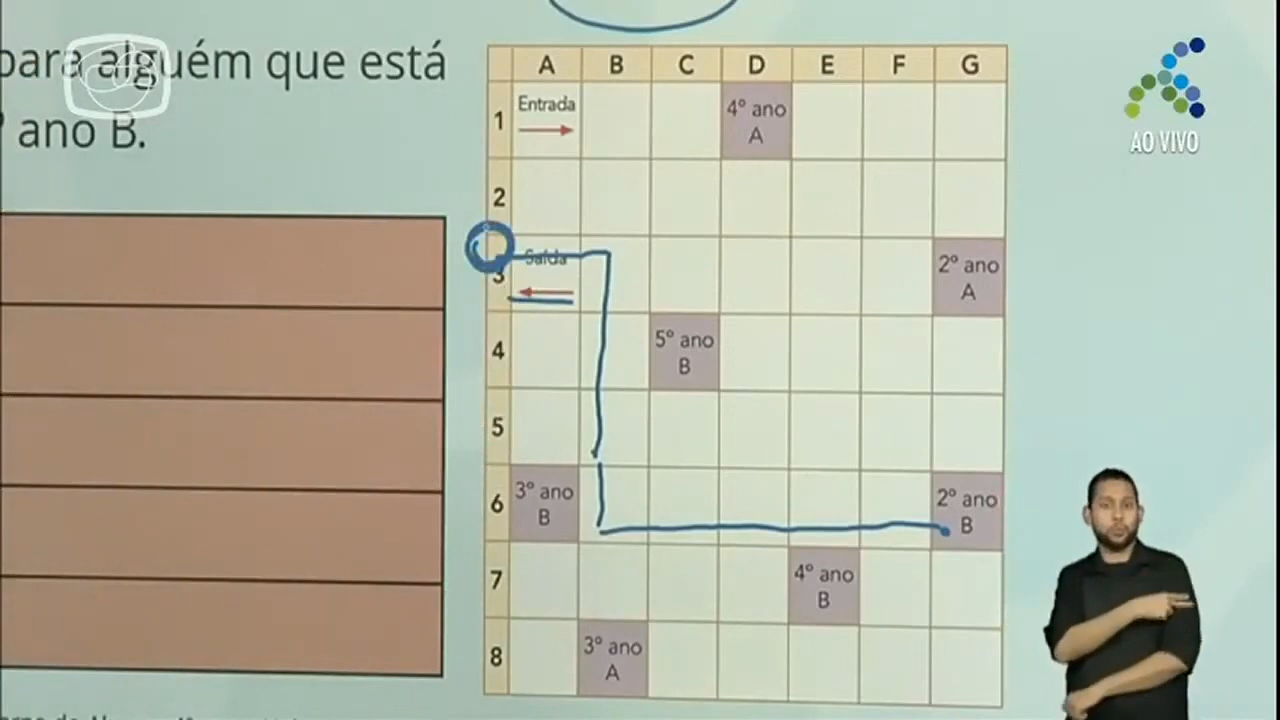 para alguém que está
ano B.
A B C D E F G
1 Entrada 4º ano A
2
3 Saída 2º ano A
4 5º ano B
5
6 3º ano B 2º ano B
7 4º ano B
8 3º ano A
AO VIVO